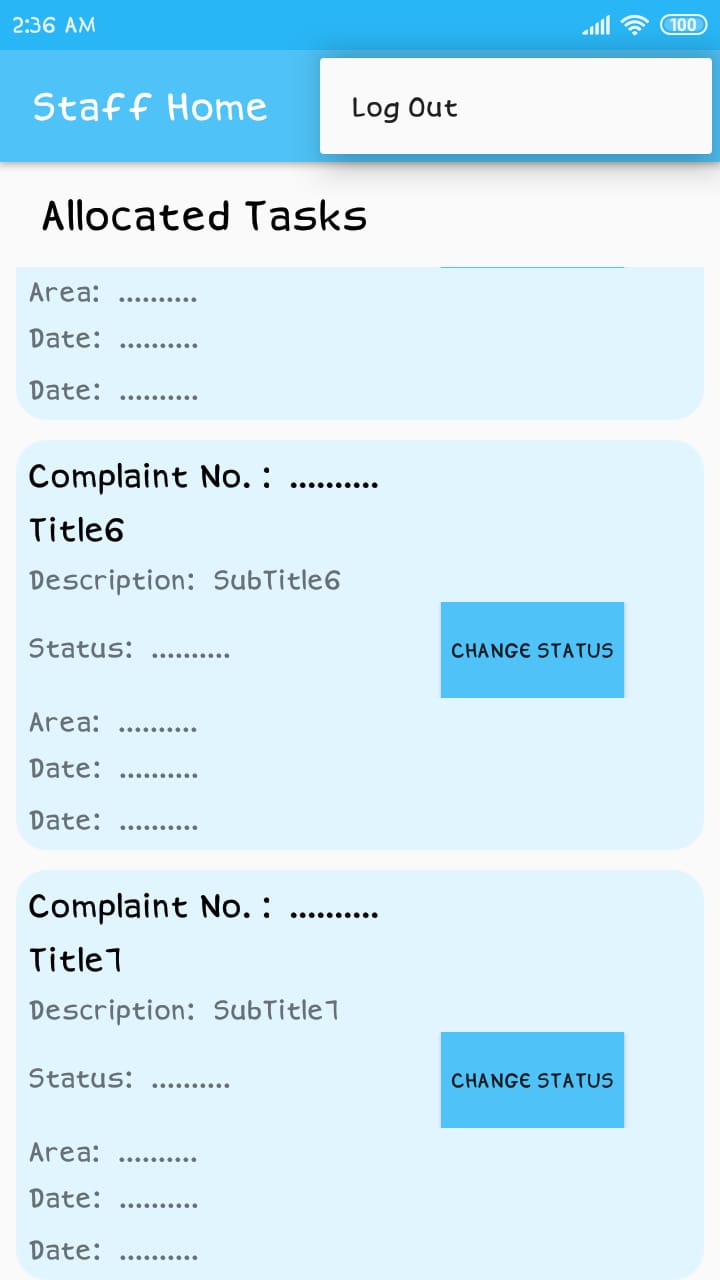 2:36 AM 100
Staff Home
Log Out
Allocated Tasks
Area: ..........
Date: ..........
Date: ..........
Complaint No. : ..........
Title6
Description: SubTitle6
Status: ..........
CHANGE STATUS
Area: ..........
Date: ..........
Date: ..........
Complaint No. : ..........
Title7
Description: SubTitle7
Status: ..........
CHANGE STATUS
Area: ..........
Date: ..........
Date: ..........